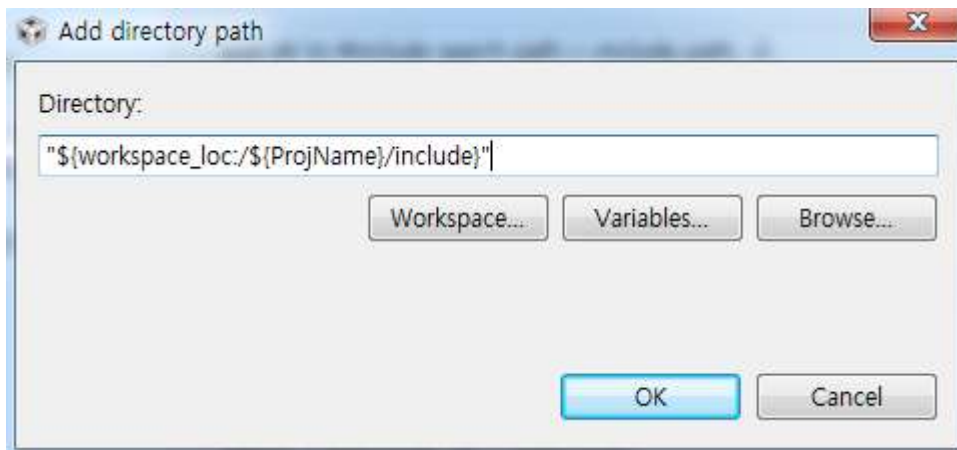 Add directory path
Directory:
"${workspace_loc:/${ProjName}/include}"
Workspace... Variables... Browse...
OK Cancel